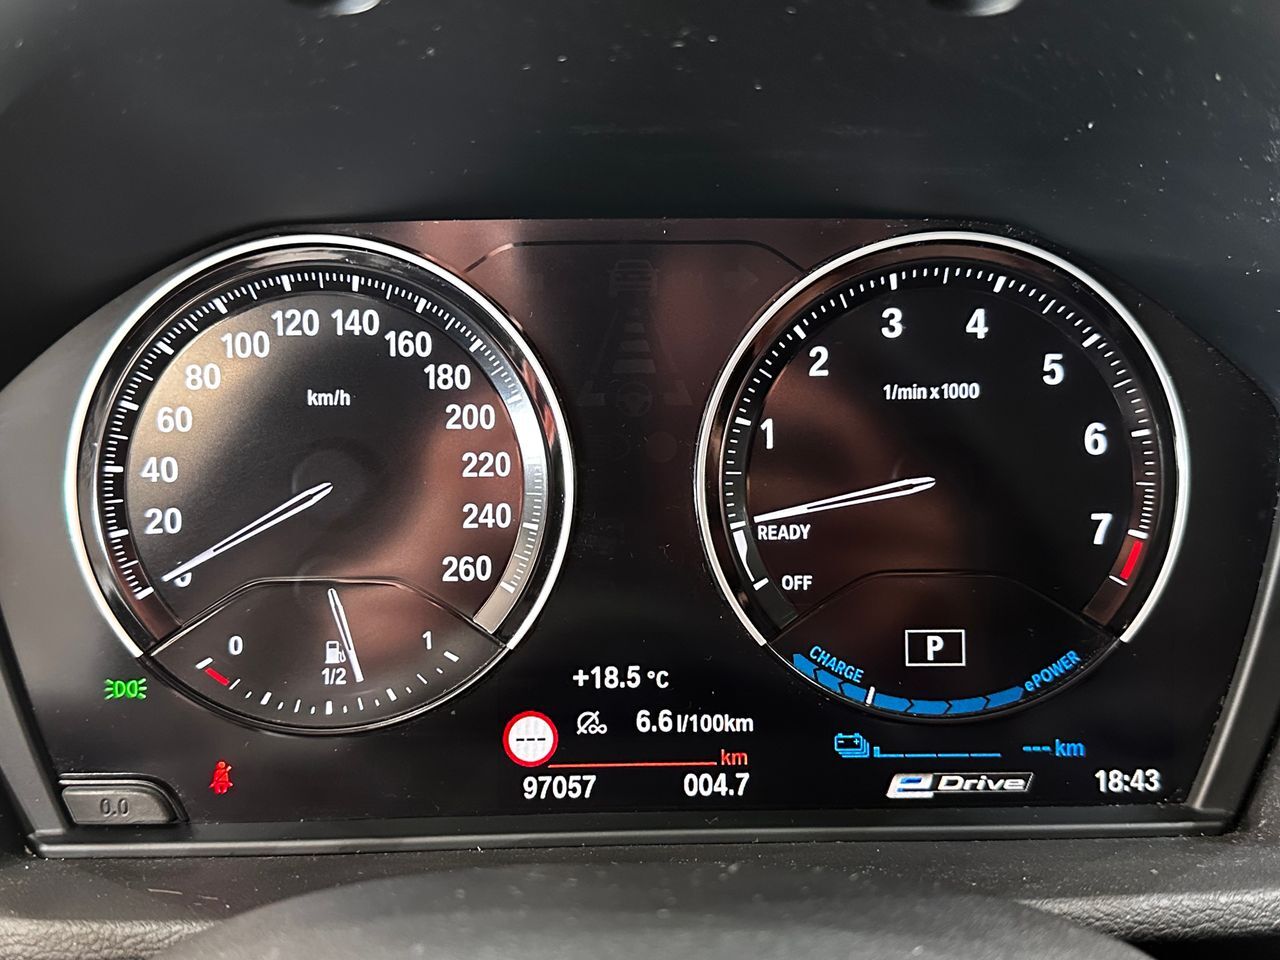 0
20
40
60
80
100
120
140
160
180
200
220
240
260
km/h
0
1/2
1
0.0
+18.5 °C
---
6.6 l/100km
km
97057
004.7
OFF
READY
1
2
3
4
5
6
7
1/min x 1000
P
CHARGE
ePOWER
--- km
eDrive
18:43